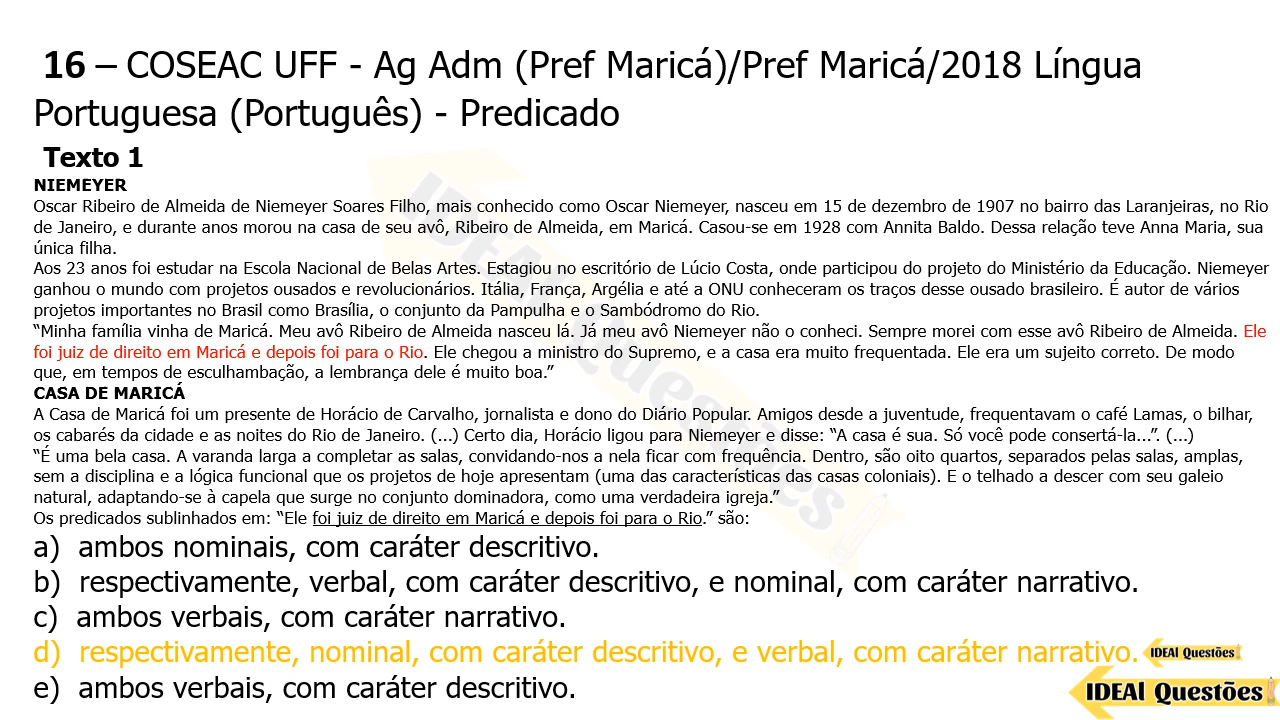 16 – COSEAC UFF - Ag Adm (Pref Maricá)/Pref Maricá/2018 Língua
Portuguesa (Português) - Predicado
Texto 1
NIEMEYER
Oscar Ribeiro de Almeida de Niemeyer Soares Filho, mais conhecido como Oscar Niemeyer, nasceu em 15 de dezembro de 1907 no bairro das Laranjeiras, no Rio
de Janeiro, e durante anos morou na casa de seu avô, Ribeiro de Almeida, em Maricá. Casou-se em 1928 com Annita Baldo. Dessa relação teve Anna Maria, sua
única filha.
Aos 23 anos foi estudar na Escola Nacional de Belas Artes. Estagiou no escritório de Lúcio Costa, onde participou do projeto do Ministério da Educação. Niemeyer
ganhou o mundo com projetos ousados e revolucionários. Itália, França, Argélia e até a ONU conheceram os traços desse ousado brasileiro. É autor de vários
projetos importantes no Brasil como Brasília, o conjunto da Pampulha e o Sambódromo do Rio.
“Minha família vinha de Maricá. Meu avô Ribeiro de Almeida nasceu lá. Já meu avô Niemeyer não o conheci. Sempre morei com esse avô Ribeiro de Almeida. Ele
foi juiz de direito em Maricá e depois foi para o Rio. Ele chegou a ministro do Supremo, e a casa era muito frequentada. Ele era um sujeito correto. De modo
que, em tempos de esculhambação, a lembrança dele é muito boa.”
CASA DE MARICÁ
A Casa de Maricá foi um presente de Horácio de Carvalho, jornalista e dono do Diário Popular. Amigos desde a juventude, frequentavam o café Lamas, o bilhar,
os cabarés da cidade e as noites do Rio de Janeiro. (...) Certo dia, Horácio ligou para Niemeyer e disse: “A casa é sua. Só você pode consertá-la...”. (...)
“É uma bela casa. A varanda larga a completar as salas, convidando-nos a nela ficar com frequência. Dentro, são oito quartos, separados pelas salas, amplas,
sem a disciplina e a lógica funcional que os projetos de hoje apresentam (uma das características das casas coloniais). E o telhado a descer com seu galeio
natural, adaptando-se à capela que surge no conjunto dominadora, como uma verdadeira igreja.”
Os predicados sublinhados em: “Ele foi juiz de direito em Maricá e depois foi para o Rio.” são:
a) ambos nominais, com caráter descritivo.
b) respectivamente, verbal, com caráter descritivo, e nominal, com caráter narrativo.
c) ambos verbais, com caráter narrativo.
d) respectivamente, nominal, com caráter descritivo, e verbal, com caráter narrativo.
e) ambos verbais, com caráter descritivo.
IDEAl Questões
IDEAl Questões
IDEAl Questões